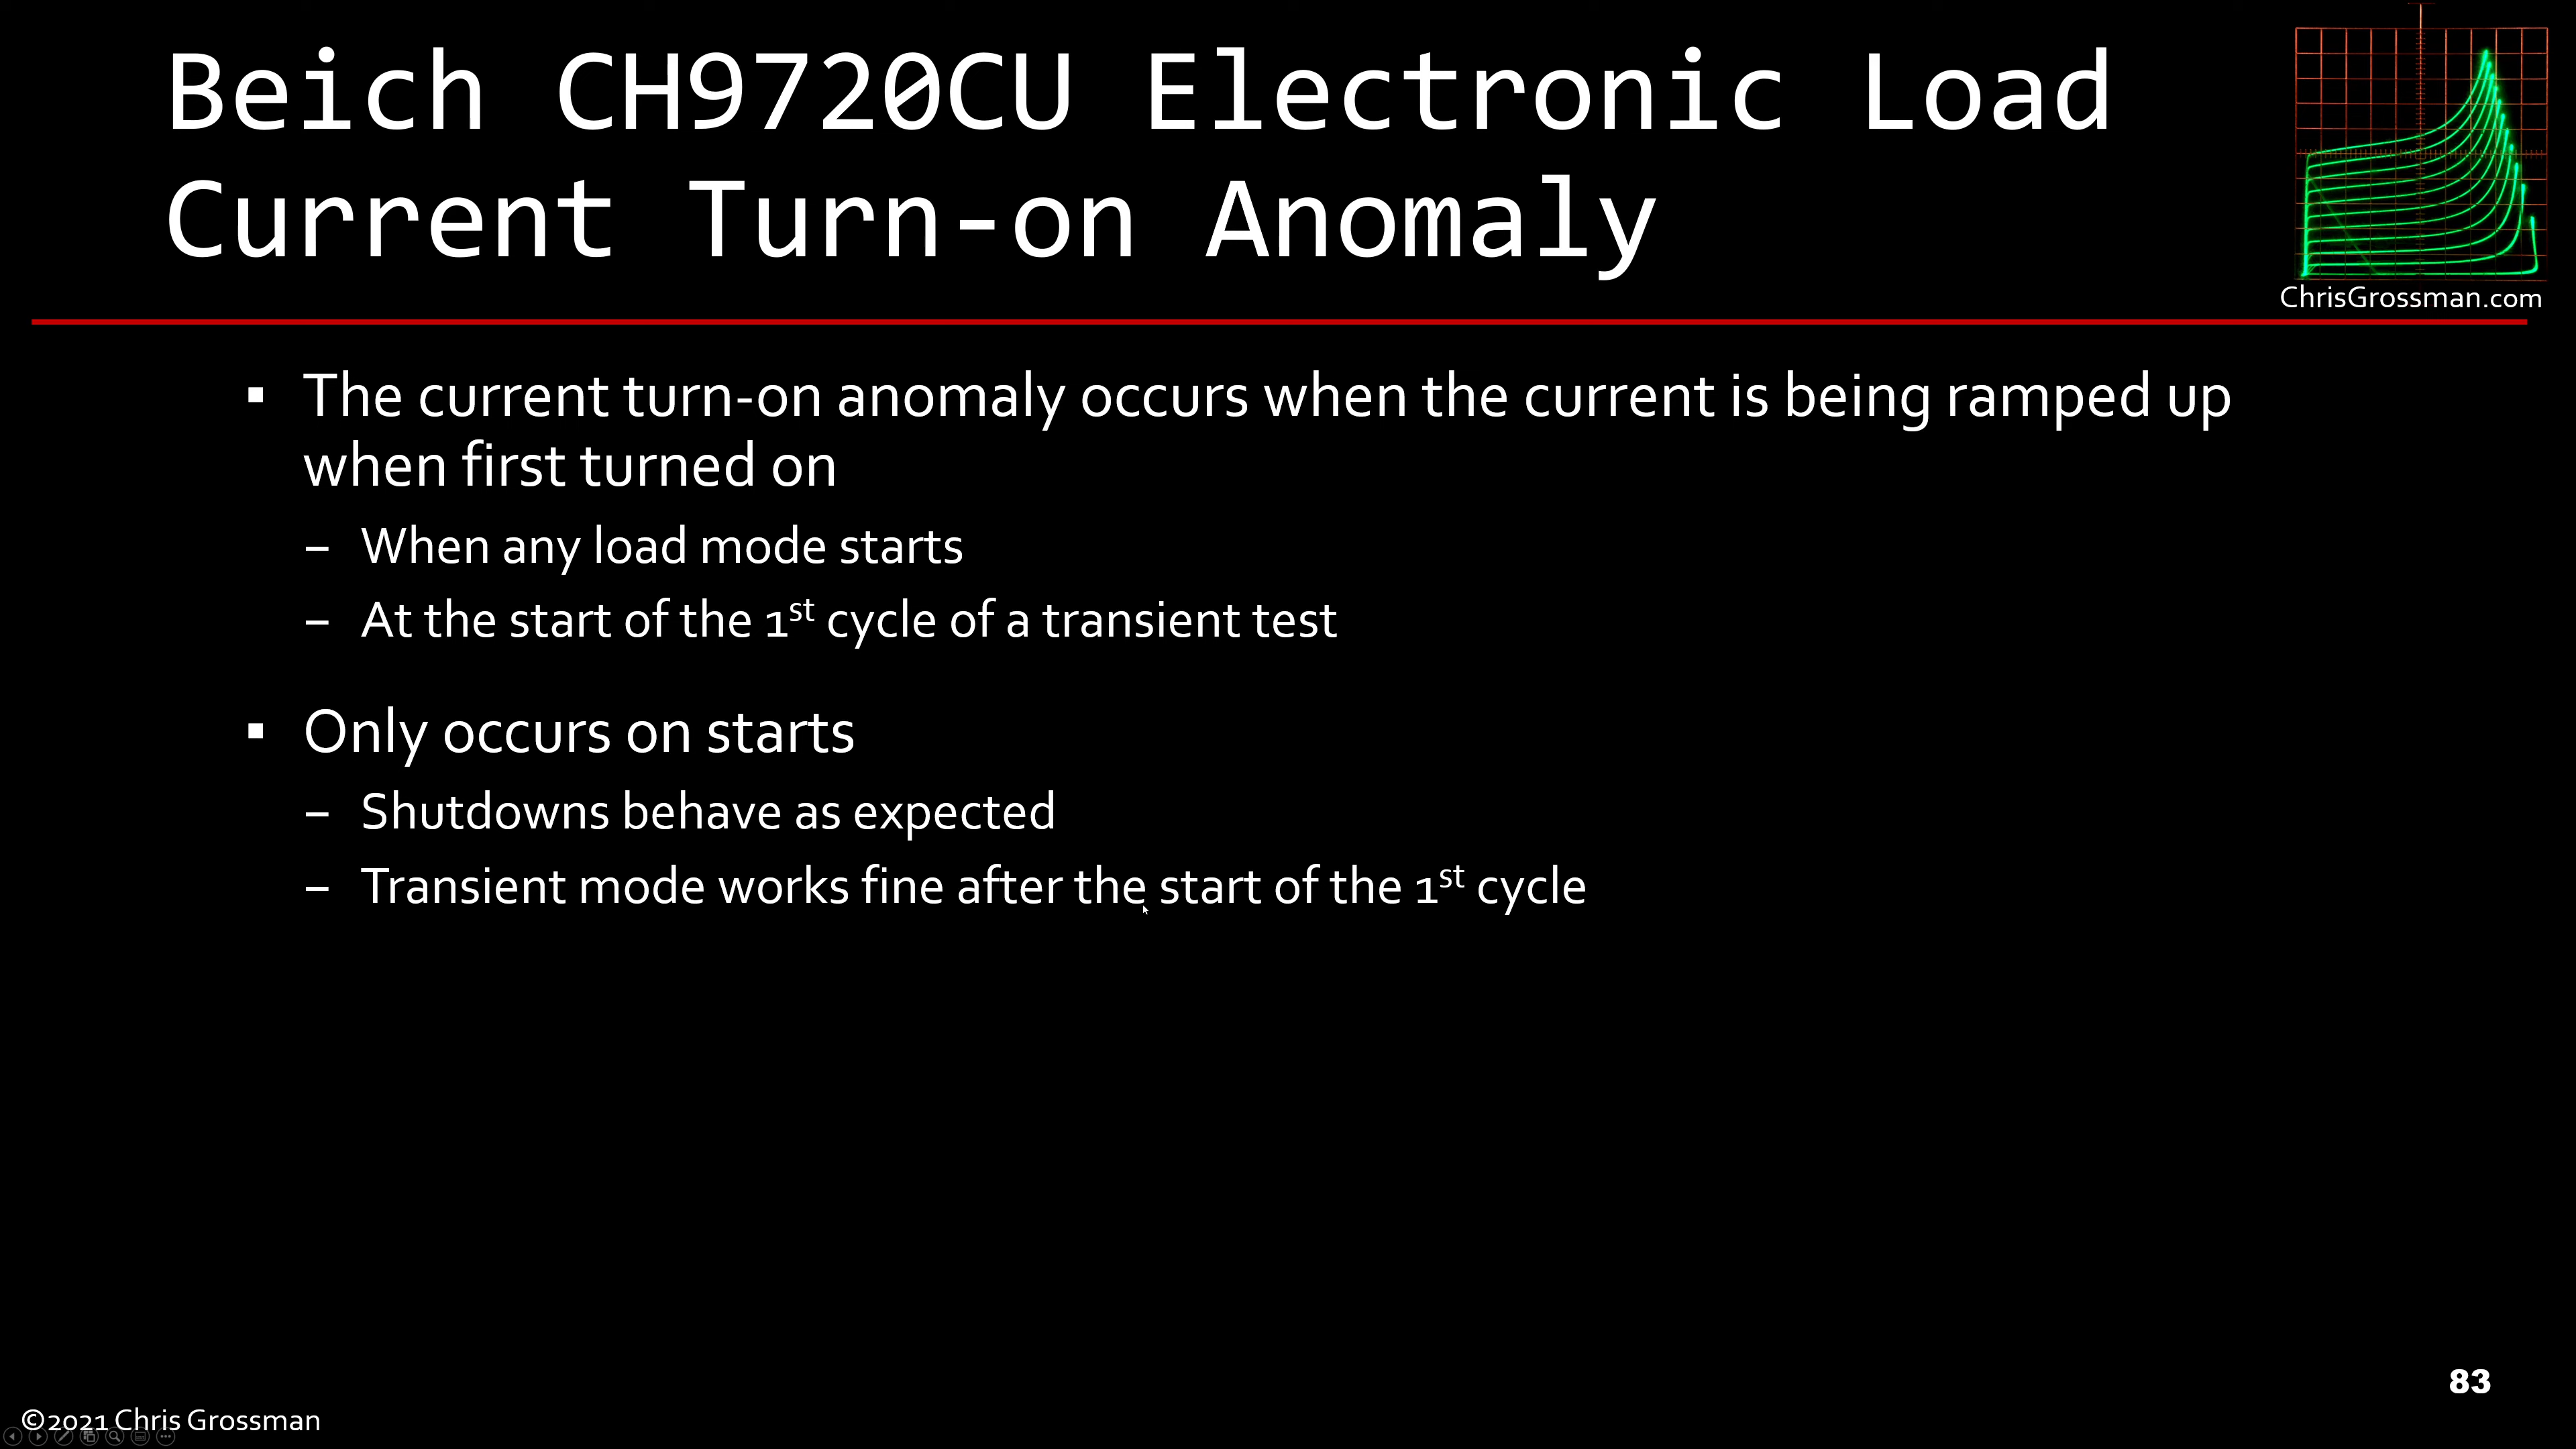 Beich CH9720CU Electronic Load
Current Turn-on Anomaly
ChrisGrossman.com
▪ The current turn-on anomaly occurs when the current is being ramped up
when first turned on
– When any load mode starts
– At the start of the 1st cycle of a transient test
▪ Only occurs on starts
– Shutdowns behave as expected
– Transient mode works fine after the start of the 1st cycle
83
©2021 Chris Grossman